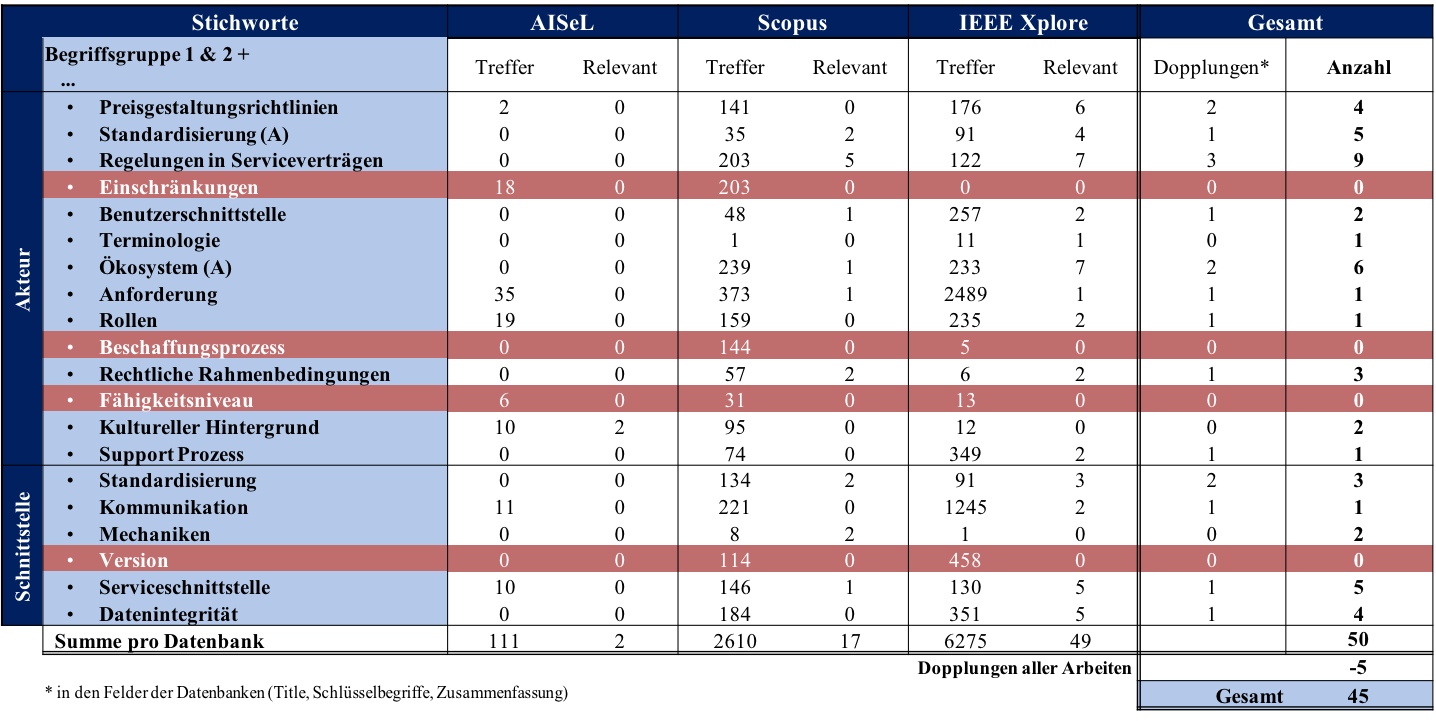 Stichworte AISeL Scopus IEEE Xplore Gesamt
Begriffsgruppe 1 & 2 +
... Treffer Relevant Treffer Relevant Treffer Relevant Dopplungen* Anzahl
Akteur
• Preisgestaltungsrichtlinien 2 0 141 0 176 6 2 4
• Standardisierung (A) 0 0 35 2 91 4 1 5
• Regelungen in Serviceverträgen 0 0 203 5 122 7 3 9
• Einschränkungen 18 0 203 0 0 0 0 0
• Benutzerschnittstelle 0 0 48 1 257 2 1 2
• Terminologie 0 0 1 0 11 1 0 1
• Ökosystem (A) 0 0 239 1 233 7 2 6
• Anforderung 35 0 373 1 2489 1 1 1
• Rollen 19 0 159 0 235 2 1 1
• Beschaffungsprozess 0 0 144 0 5 0 0 0
• Rechtliche Rahmenbedingungen 0 0 57 2 6 2 1 3
• Fähigkeitsniveau 6 0 31 0 13 0 0 0
• Kultureller Hintergrund 10 2 95 0 12 0 0 2
• Support Prozess 0 0 74 0 349 2 1 1
Schnittstelle
• Standardisierung 0 0 134 2 91 3 2 3
• Kommunikation 11 0 221 0 1245 2 1 1
• Mechaniken 0 0 8 2 1 0 0 2
• Version 0 0 114 0 458 0 0 0
• Serviceschnittstelle 10 0 146 1 130 5 1 5
• Datenintegrität 0 0 184 0 351 5 1 4
Summe pro Datenbank 111 2 2610 17 6275 49 50
Dopplungen aller Arbeiten -5
* in den Felder der Datenbanken (Title, Schlüsselbegriffe, Zusammenfassung)
Gesamt 45